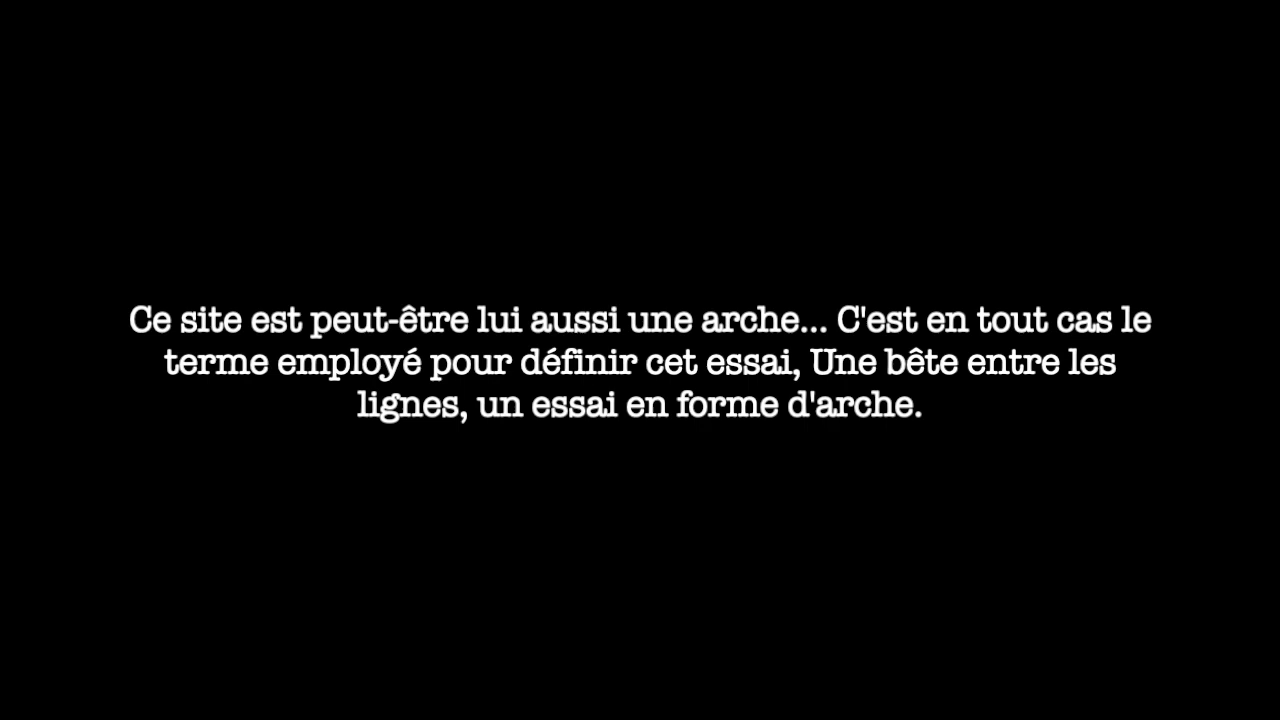 Ce site est peut-être lui aussi une arche... C'est en tout cas le
terme employé pour définir cet essai, Une bête entre les
lignes, un essai en forme d'arche.